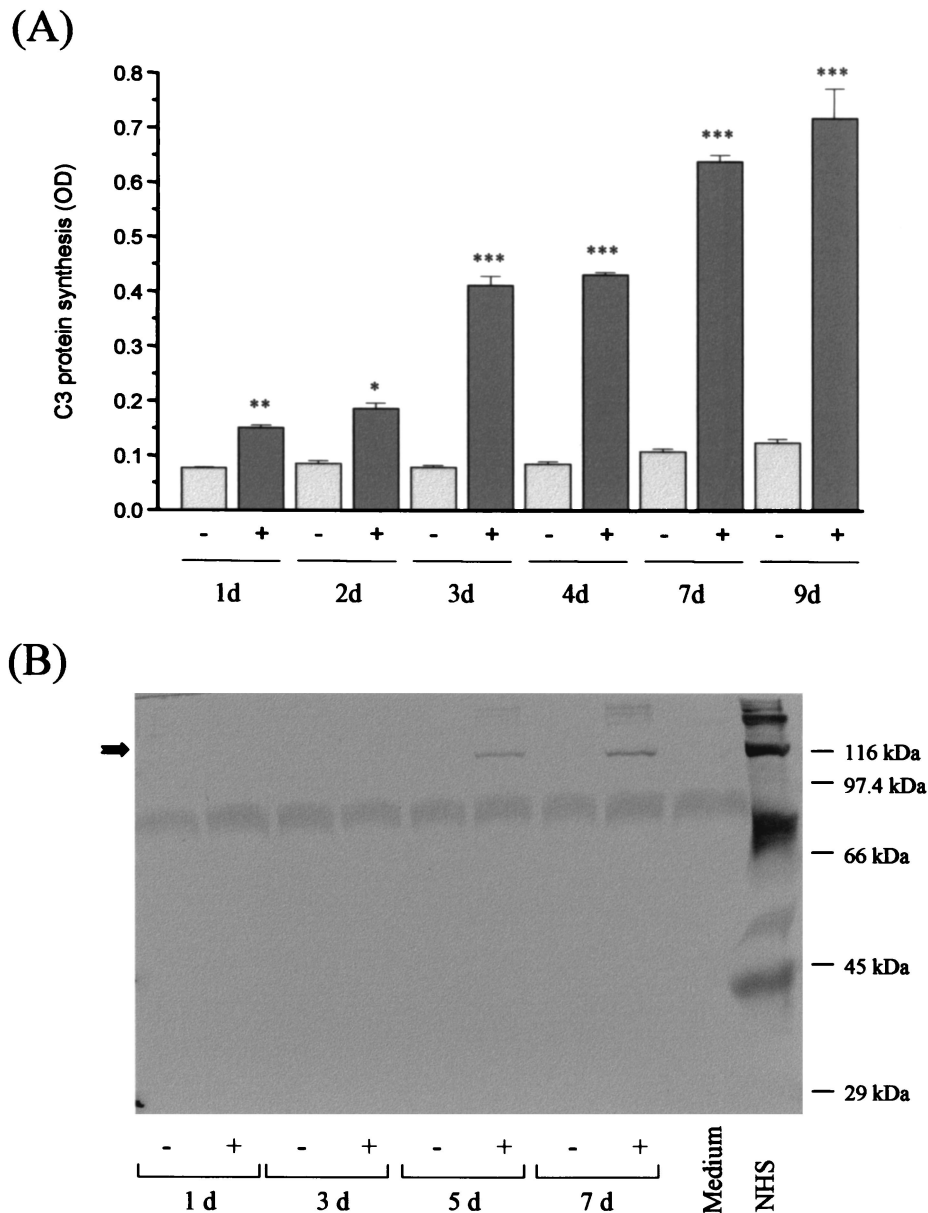 (A)
C3 protein synthesis (OD)
0.8
0.7
0.6
0.5
0.4
0.3
0.2
0.1
0.0
** * *** *** *** ***
- + - + - + - + - + - +
1d 2d 3d 4d 7d 9d
(B)
116 kDa
97.4 kDa
66 kDa
45 kDa
29 kDa
- + - + - + - +
1 d 3 d 5 d 7 d
Medium
NHS